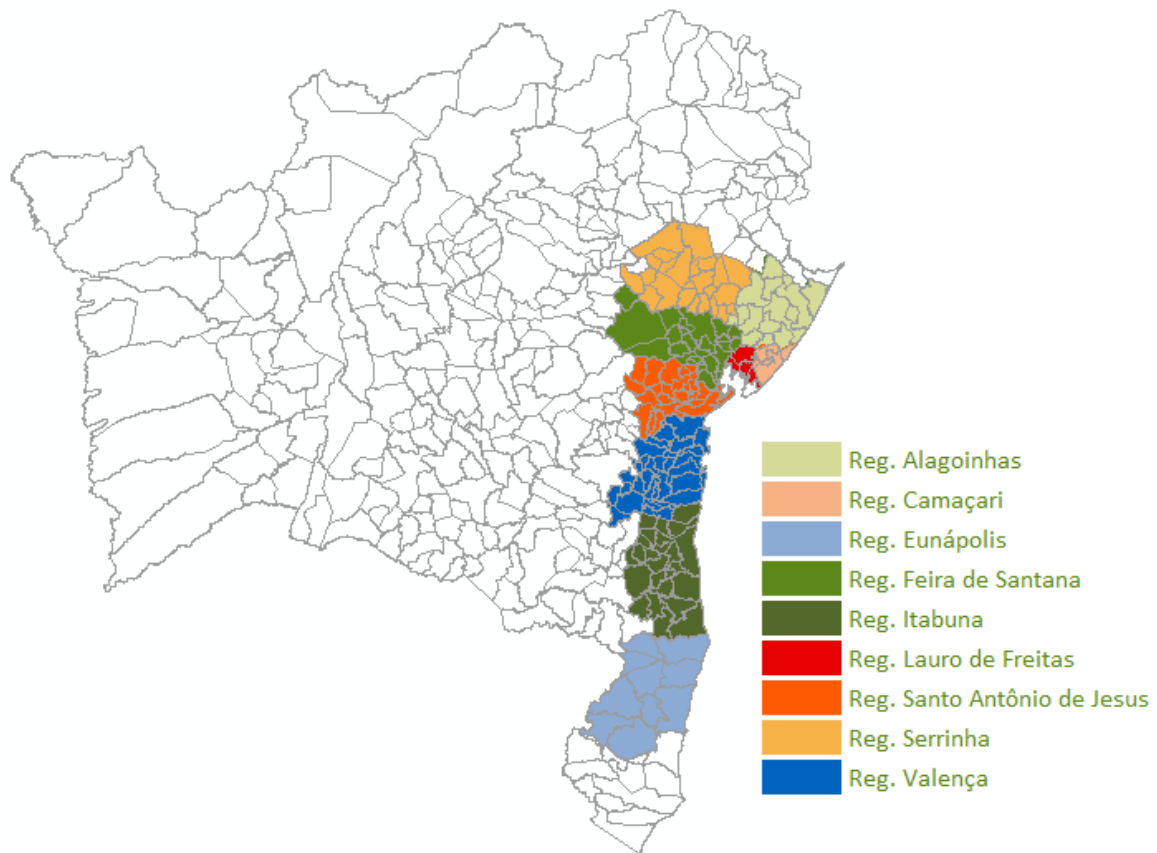 Reg. Alagoinhas
Reg. Camaçari
Reg. Eunápolis
Reg. Feira de Santana
Reg. Itabuna
Reg. Lauro de Freitas
Reg. Santo Antônio de Jesus
Reg. Serrinha
Reg. Valença